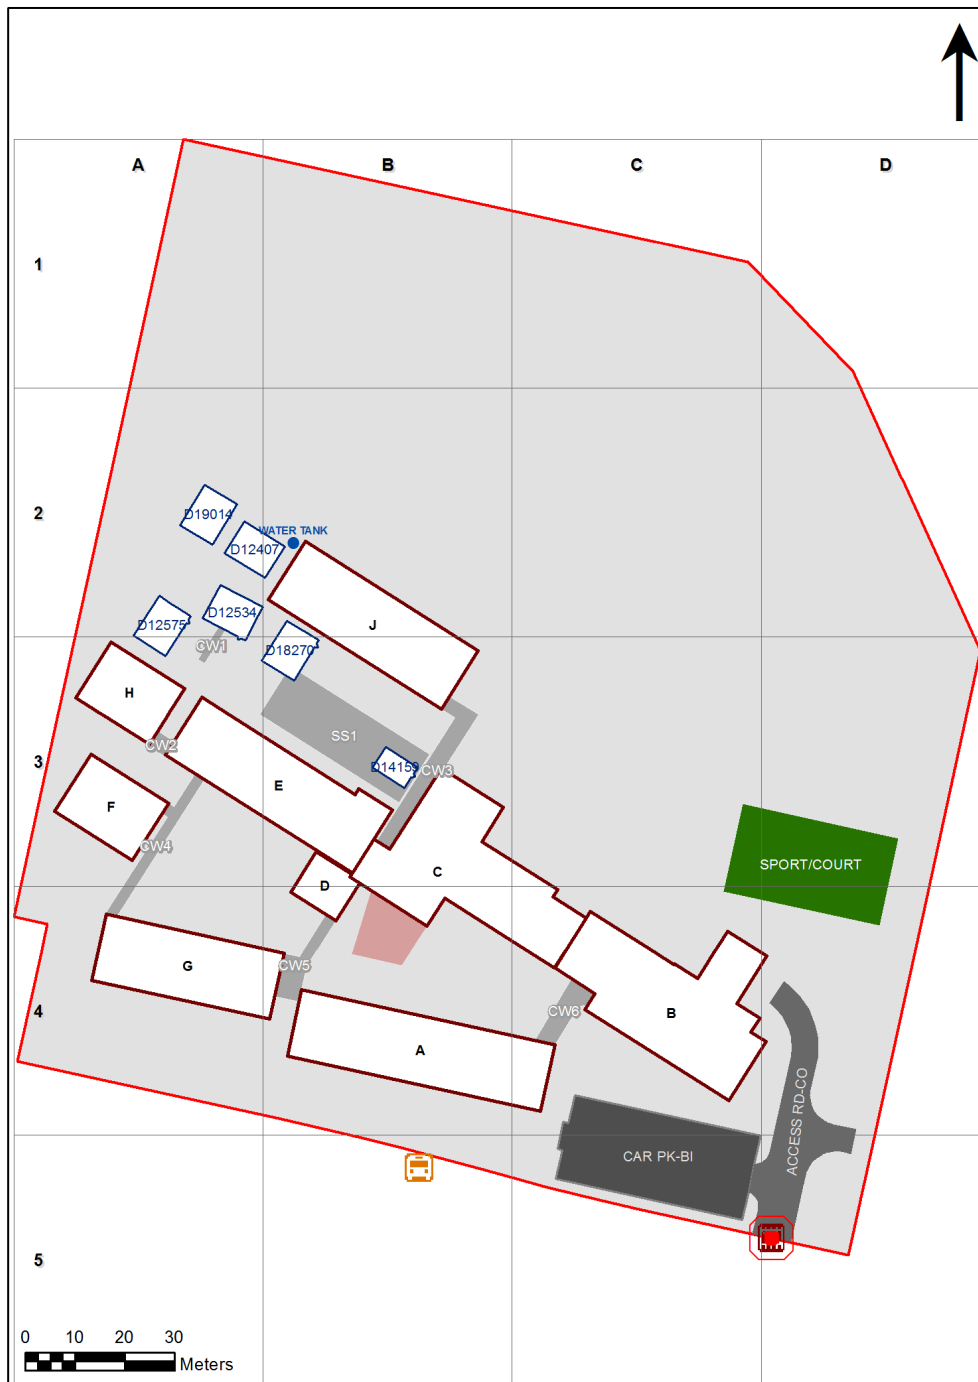 A
B
C
D
1
2
D19014
WATER TANK
D12407
D12534
D12575
J
CW1
D18270
H
SS1
CW2
3
D14159
CW3
E
F
CW4
SPORT/COURT
C
D
G
CW5
4
CW6
B
A
ACCESS RD-CO
CAR PK-BI
5
0 10 20 30
Meters